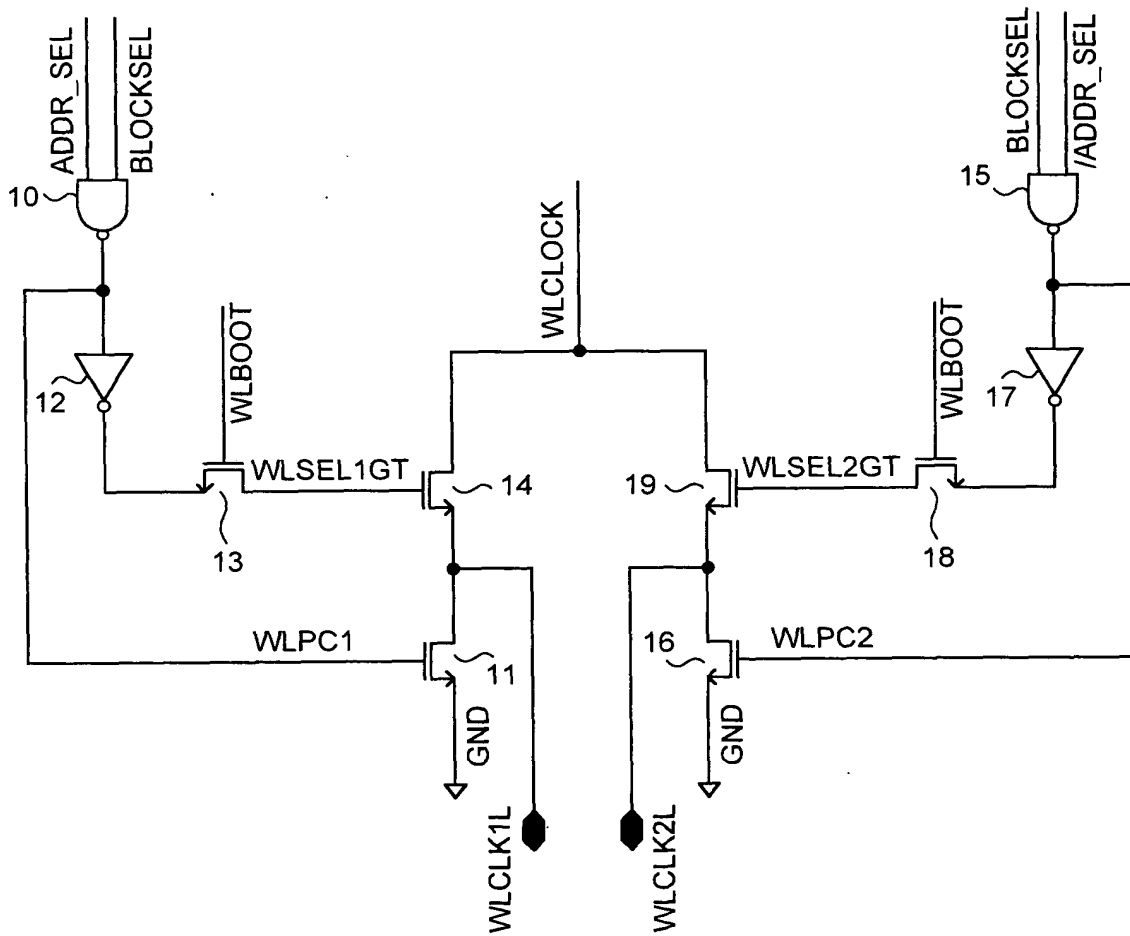 ADDR_SEL
BLOCKSEL
10
BLOCKSEL
/ADDR_SEL
15
WLCLOCK
12
WLBOOT
WLBOOT
17
WLSEL1GT
14
13
19
WLSEL2GT
18
WLPC1
11
16
WLPC2
GND
GND
WLCLK1L
WLCLK2L